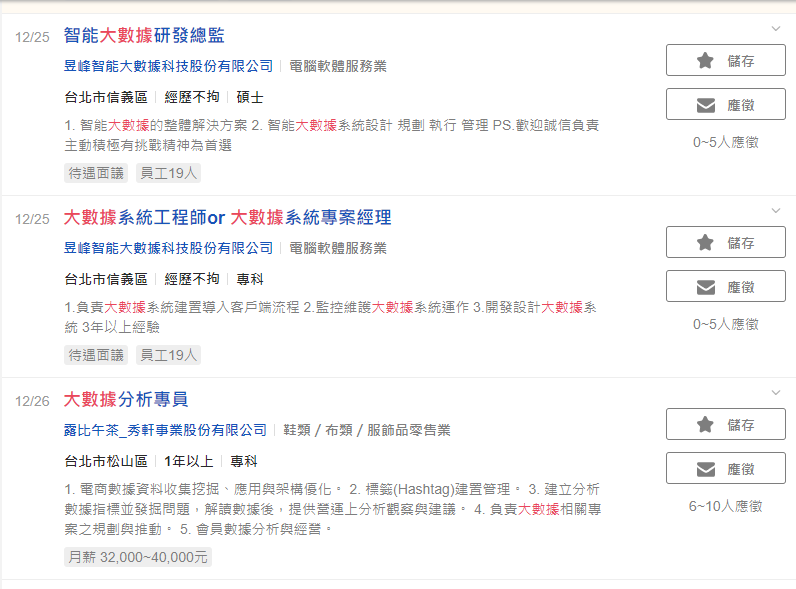 12/25 智能大數據研發總監
昱峰智能大數據科技股份有限公司 電腦軟體服務業
台北市信義區 經歷不拘 碩士
1. 智能大數據的整體解決方案 2. 智能大數據系統設計 規劃 執行 管理 PS.歡迎誠信負責
主動積極有挑戰精神為首選
待遇面議 員工19人
儲存
應徵
0~5人應徵
12/25 大數據系統工程師or 大數據系統專案經理
昱峰智能大數據科技股份有限公司 電腦軟體服務業
台北市信義區 經歷不拘 專科
1.負責大數據系統建置導入客戶端流程 2.監控維護大數據系統運作 3.開發設計大數據系
統 3年以上經驗
待遇面議 員工19人
儲存
應徵
0~5人應徵
12/26 大數據分析專員
露比午茶_秀軒事業股份有限公司 鞋類 / 布類 / 服飾品零售業
台北市松山區 1年以上 專科
1. 電商數據資料收集挖掘、應用與架構優化。 2. 標籤(Hashtag)建置管理。 3. 建立分析
數據指標並發掘問題，解讀數據後，提供營運上分析觀察與建議。 4. 負責大數據相關專
案之規劃與推動。 5. 會員數據分析與經營。
月薪 32,000~40,000元
儲存
應徵
6~10人應徵